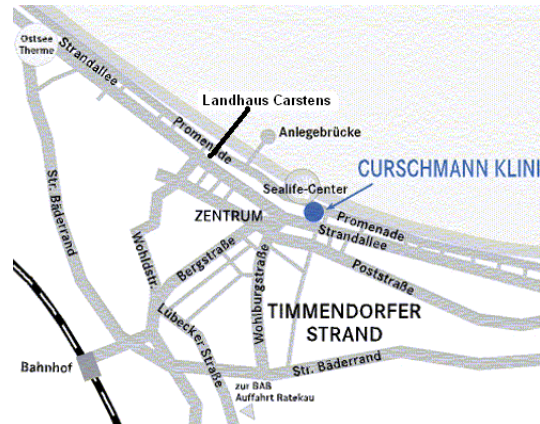 Ostsee
Therme
Strandallee
Landhaus Carstens
Promenade
Anlegebrücke
CURSCHMANN KLINI
Sealife-Center
ZENTRUM
Promenade
Strandallee
Str. Bäderrand
Wohldstr.
Bergstraße
Poststraße
Wohlburgstraße
Lübecker Straße
TIMMENDORFER
STRAND
Bahnhof
Str. Bäderrand
zur BAB
Auffahrt Ratekau